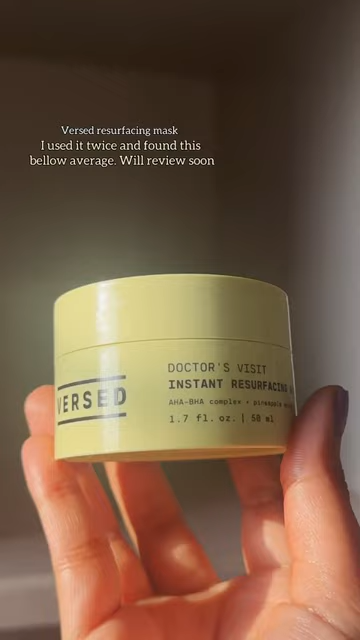 Versed resurfacing mask
I used it twice and found this
bellow average. Will review soon
VERSED
DOCTOR'S VISIT
INSTANT RESURFACING
AHA-BHA complex + pineapple
1.7 fl. oz. | 50 ml